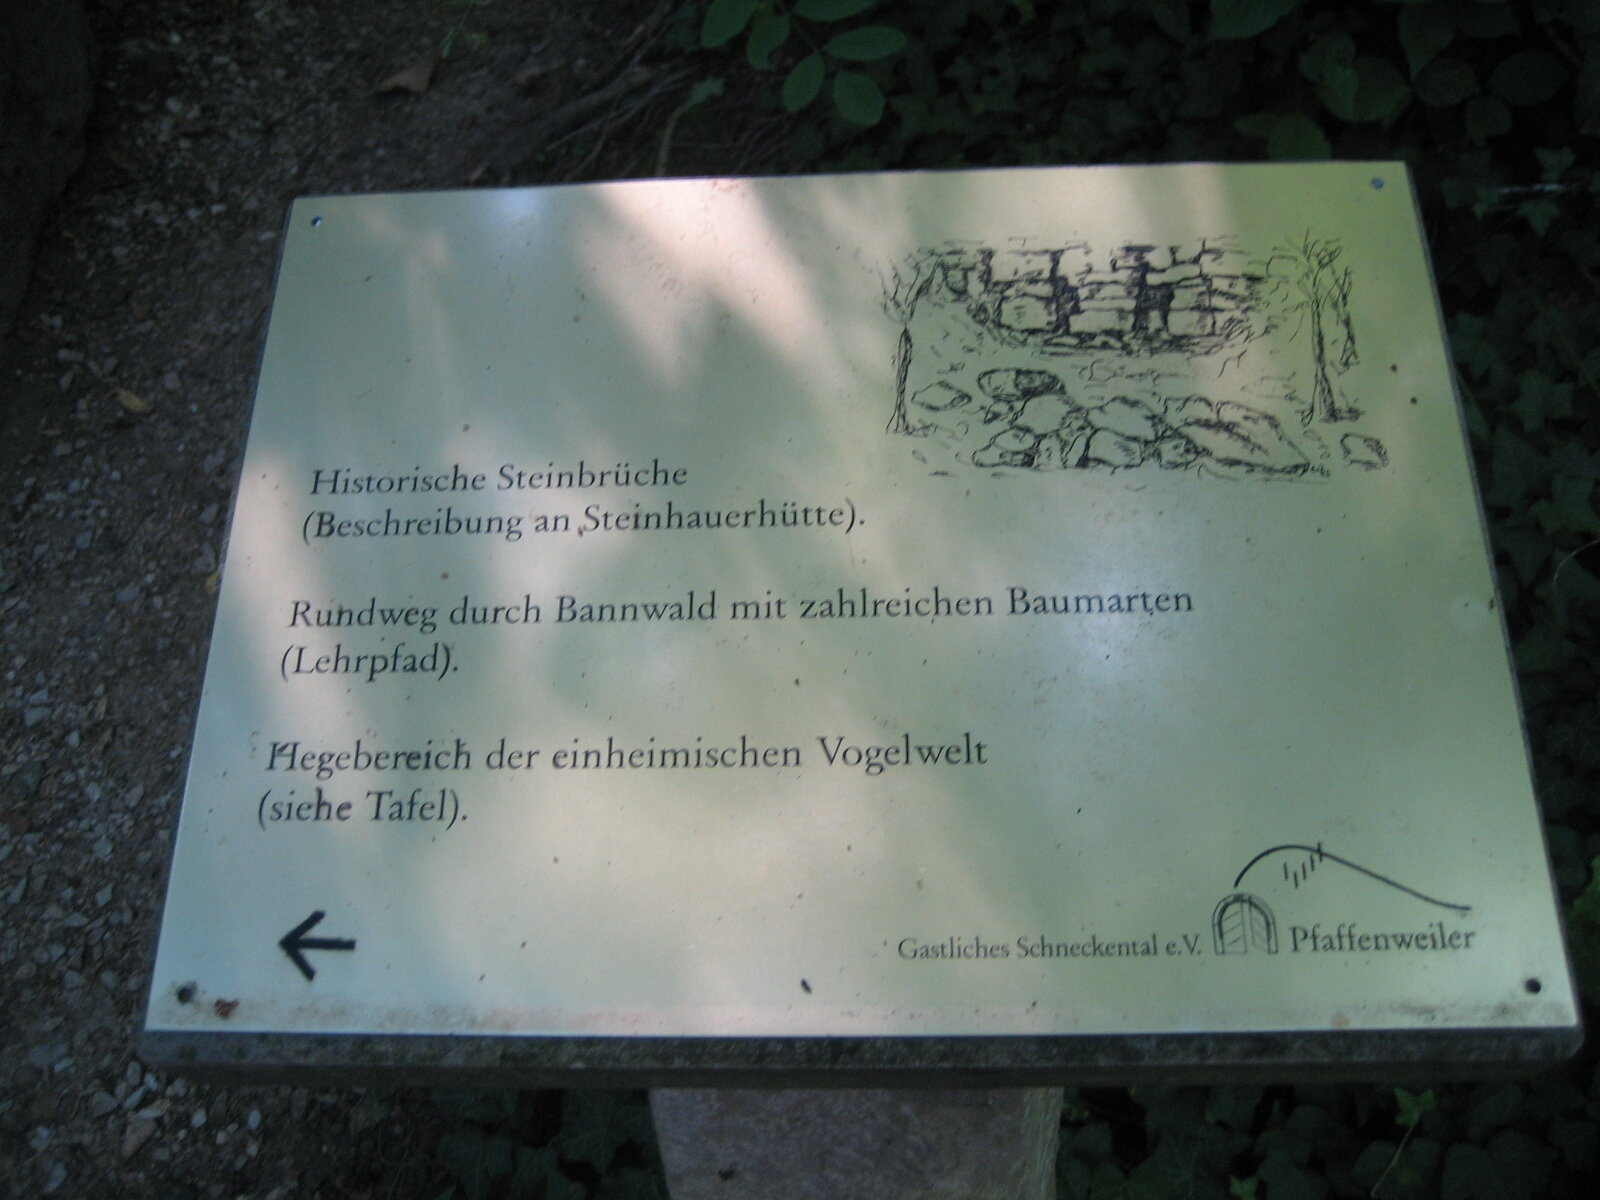 Historische Steinbrüche
(Beschreibung an Steinhauerhütte).
Rundweg durch Bannwald mit zahlreichen Baumarten
(Lehrpfad).
Hegebereich der einheimischen Vogelwelt
(siehe Tafel).
Gastliches Schneckental e.V. Pfaffenweiler